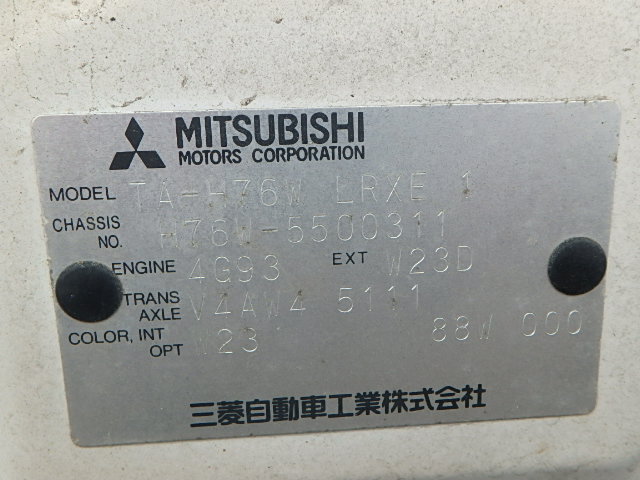 MITSUBISHI
MOTORS CORPORATION
MODEL TA-H76W LRXE 1
CHASSIS NO. H76W-5500311
ENGINE 4G93 EXT W23D
TRANS AXLE V4AW4 5111
COLOR, INT OPT W23 88W 000
三菱自動車工業株式会社